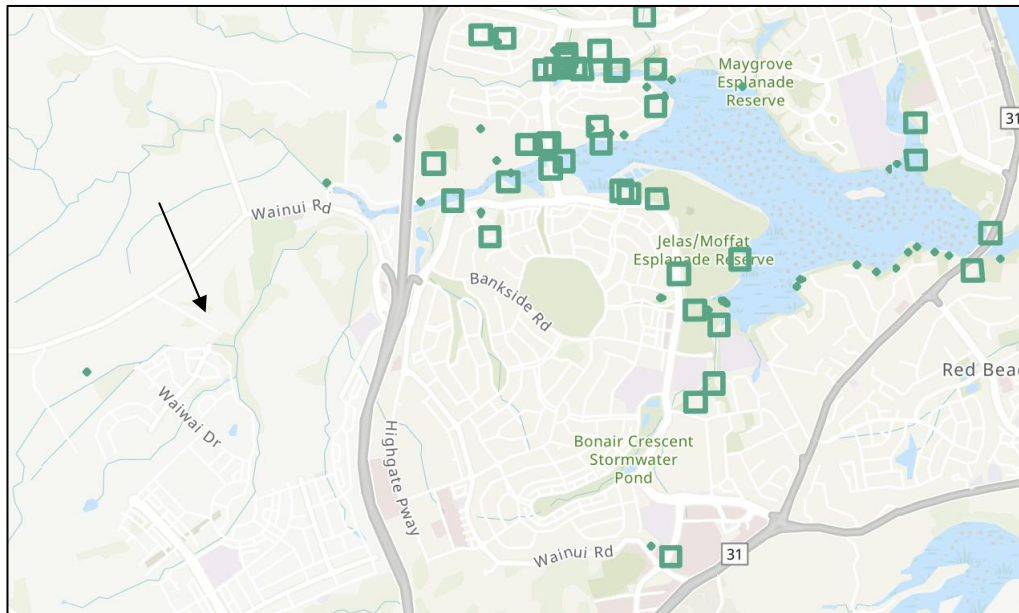 Maygrove
Esplanade
Reserve
31
Wainui Rd
Jelas/Moffat
Esplanade Reserve
Bankside Rd
Red Beac
Waiwai Dr
Highgate Pway
Bonair Crescent
Stormwater
Pond
Wainui Rd
31